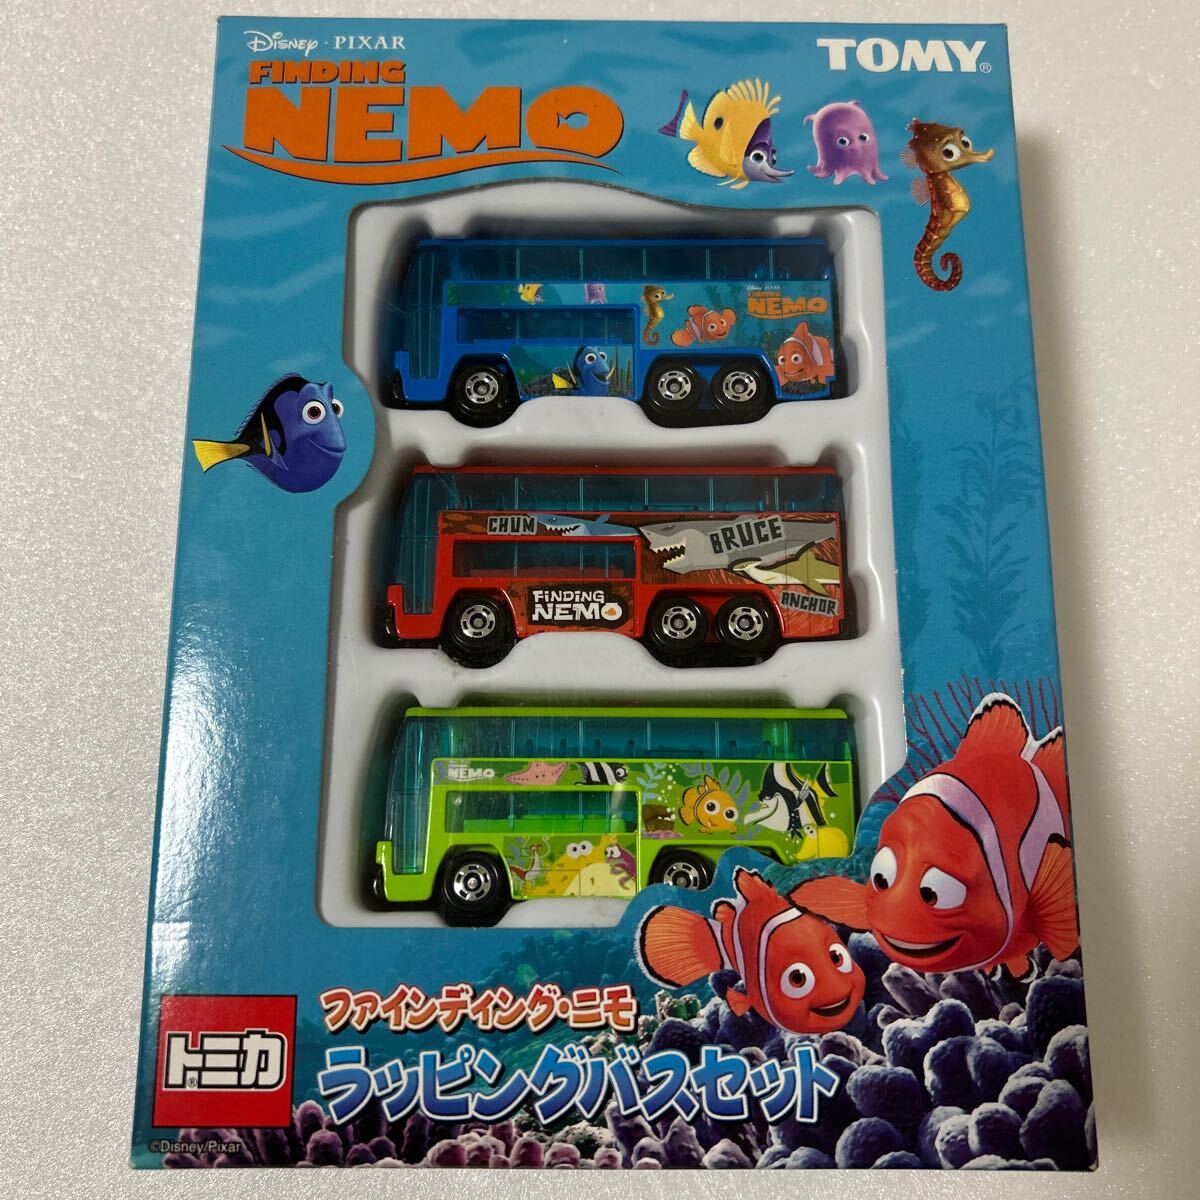 Disney · PIXAR
FINDING
NEMO
TOMY®
Disney · PIXAR
FINDING
NEMO
CHUM
BRUCE
ANCHOR
FINDING
NEMO
NEMO
ファインディング・ニモ
ラッピングバスセット
トミカ®
©Disney/Pixar